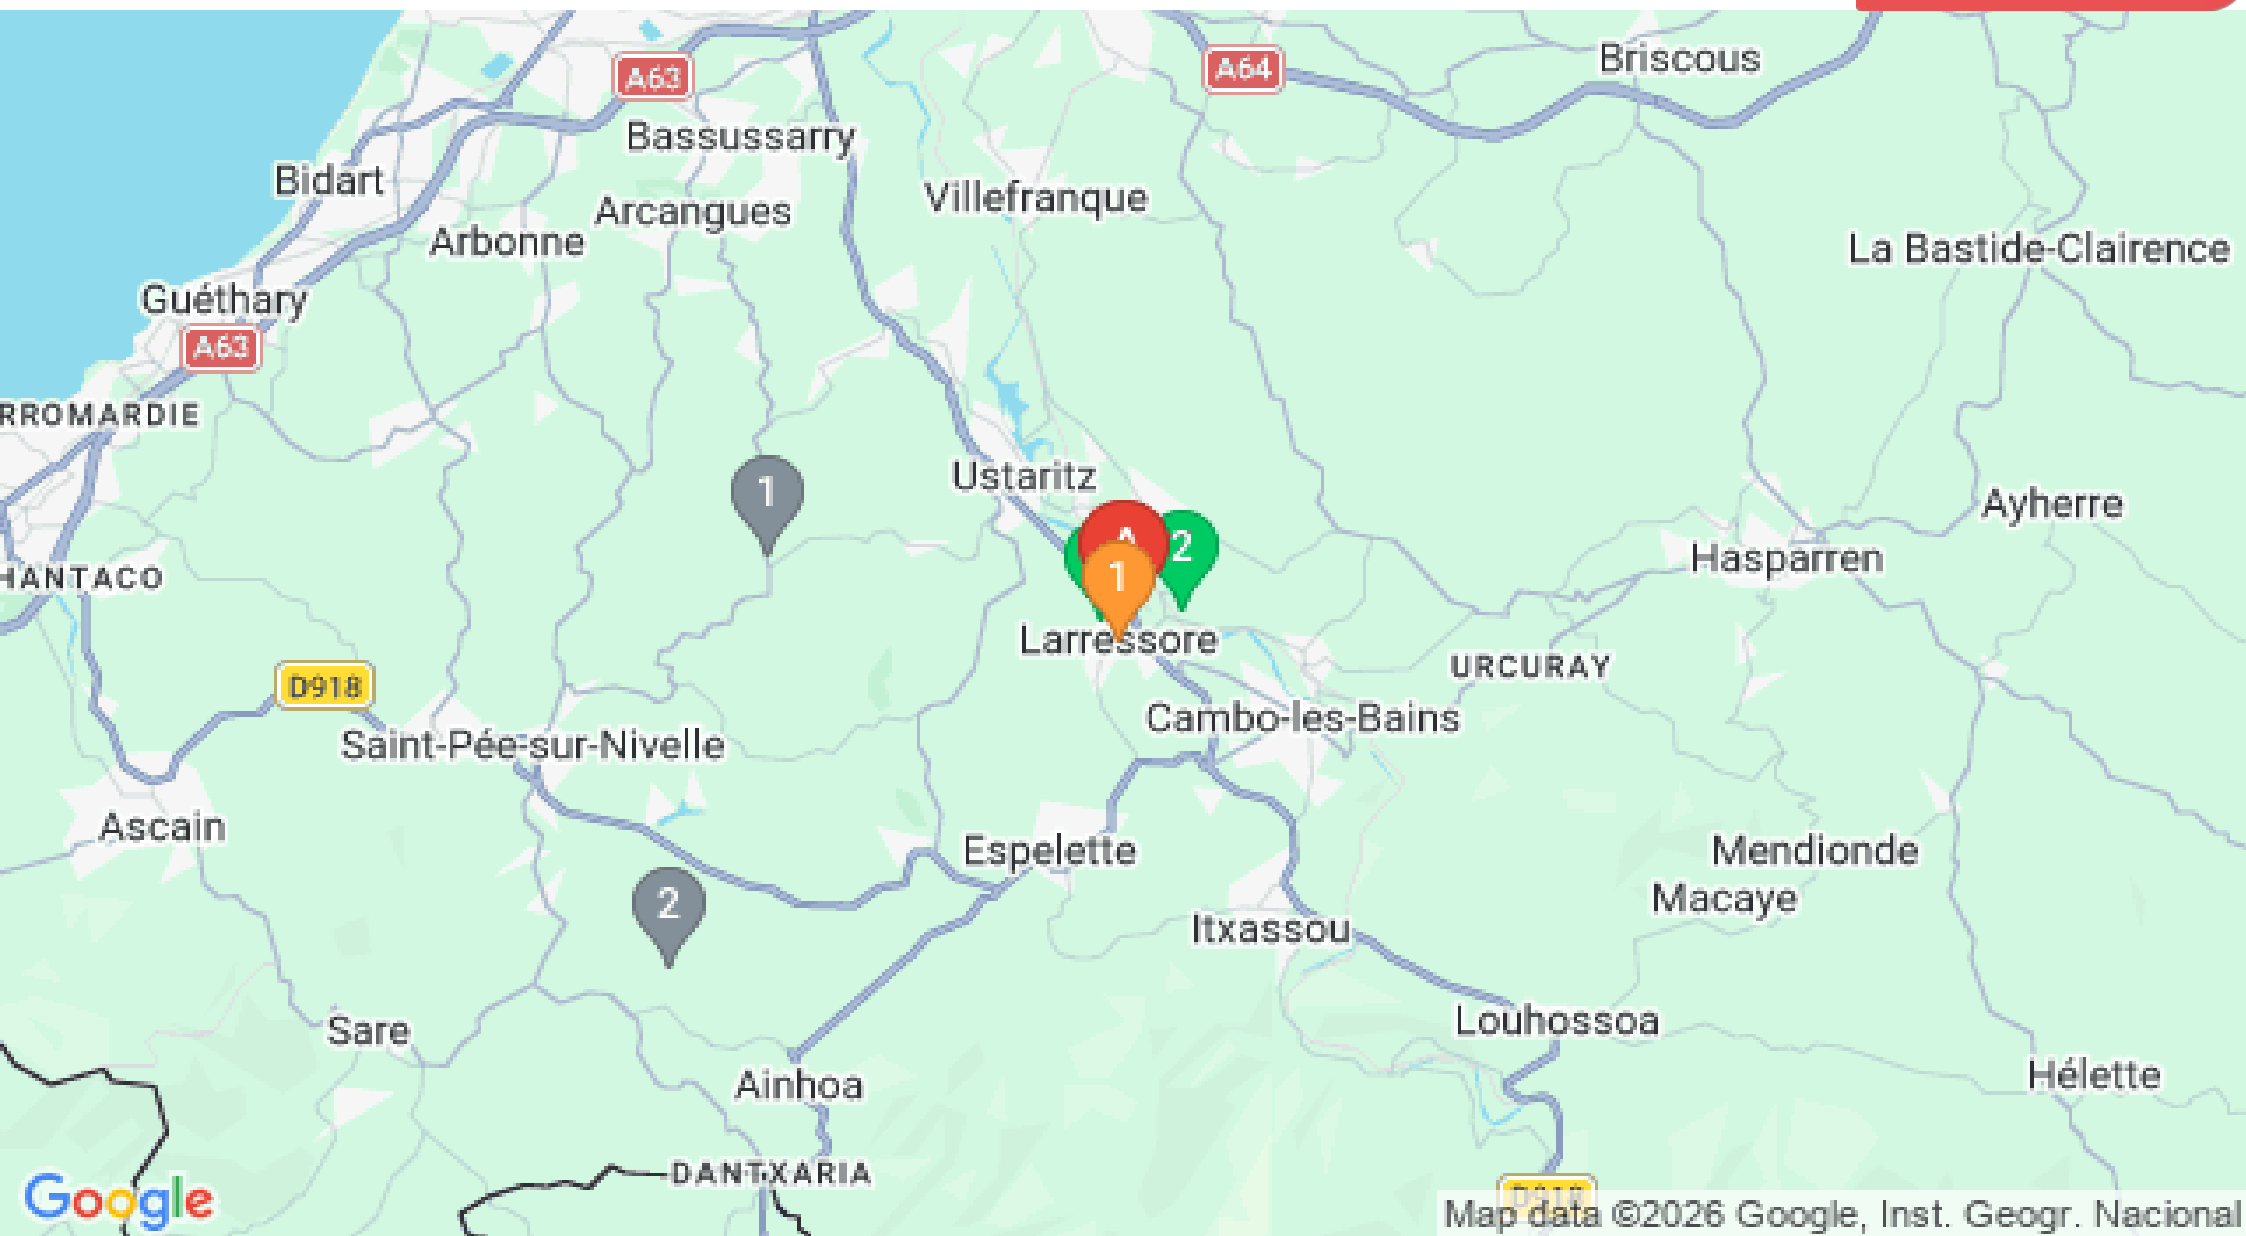 Briscous
A64
A63
Bassussarry
Bidart
Villefranque
Arcangues
Arbonne
La Bastide-Clairence
Guéthary
A63
RROMARDIE
Ustaritz
1
Ayherre
A
2
Hasparren
1
HANTACO
Larressore
URCURAY
D918
Cambo-les-Bains
Saint-Pée-sur-Nivelle
Ascain
Espelette
Mendionde
Macaye
2
Itxassou
Louhossoa
Sare
Hélette
Ainhoa
DANTXARIA
D918
Google
Map data ©2026 Google, Inst. Geogr. Nacional